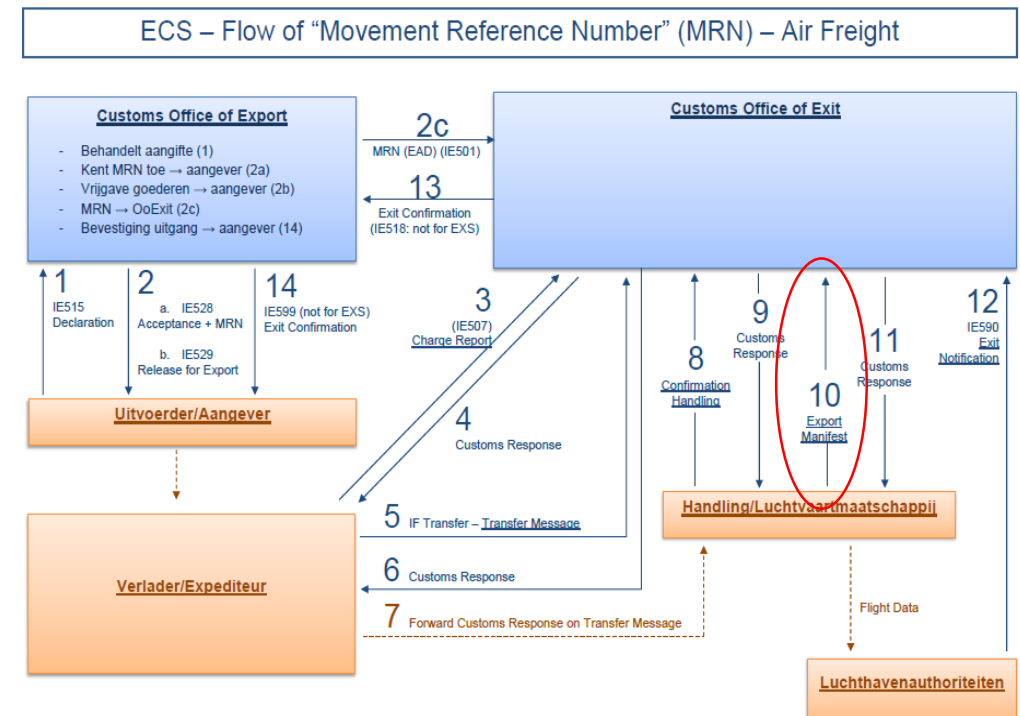 ECS – Flow of “Movement Reference Number” (MRN) – Air Freight
Customs Office of Export
- Behandelt aangifte (1)
- Kent MRN toe → aangever (2a)
- Vrijgave goederen → aangever (2b)
- MRN → OoExit (2c)
- Bevestiging uitgang → aangever (14)
2c
MRN (EAD) (IE501)
13
Exit Confirmation
(IE518: not for EXS)
Customs Office of Exit
1
IE515
Declaration
2
a. IE528
Acceptance + MRN
b. IE529
Release for Export
14
IE599 (not for EXS)
Exit Confirmation
3
(IE507)
Charge Report
4
Customs Response
8
Confirmation
Handling
9
Customs
Response
10
Export
Manifest
11
Customs
Response
12
IE590
Exit
Notification
Uitvoerder/Aangever
Verlader/Expediteur
5 IF Transfer – Transfer Message
6 Customs Response
7 Forward Customs Response on Transfer Message
Handling/Luchtvaartmaatschappij
Flight Data
Luchthavenauthoriteiten